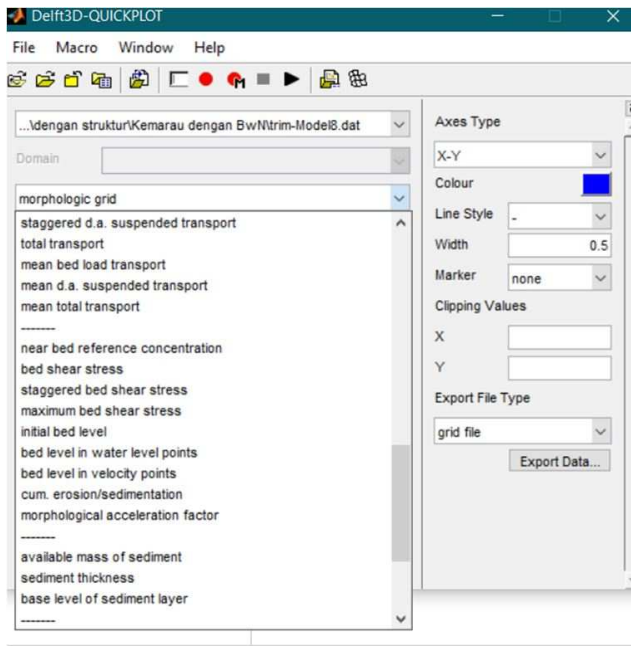 Delft3D-QUICKPLOT
File Macro Window Help
...\dengan struktur\Kemarau dengan BwN\trim-Model8.dat
Domain
morphologic grid
staggered d.a. suspended transport
total transport
mean bed load transport
mean d.a. suspended transport
mean total transport
-------
near bed reference concentration
bed shear stress
staggered bed shear stress
maximum bed shear stress
initial bed level
bed level in water level points
bed level in velocity points
cum. erosion/sedimentation
morphological acceleration factor
-------
available mass of sediment
sediment thickness
base level of sediment layer
-------
Axes Type
X-Y
Colour
Line Style -
Width 0.5
Marker none
Clipping Values
X
Y
Export File Type
grid file
Export Data...